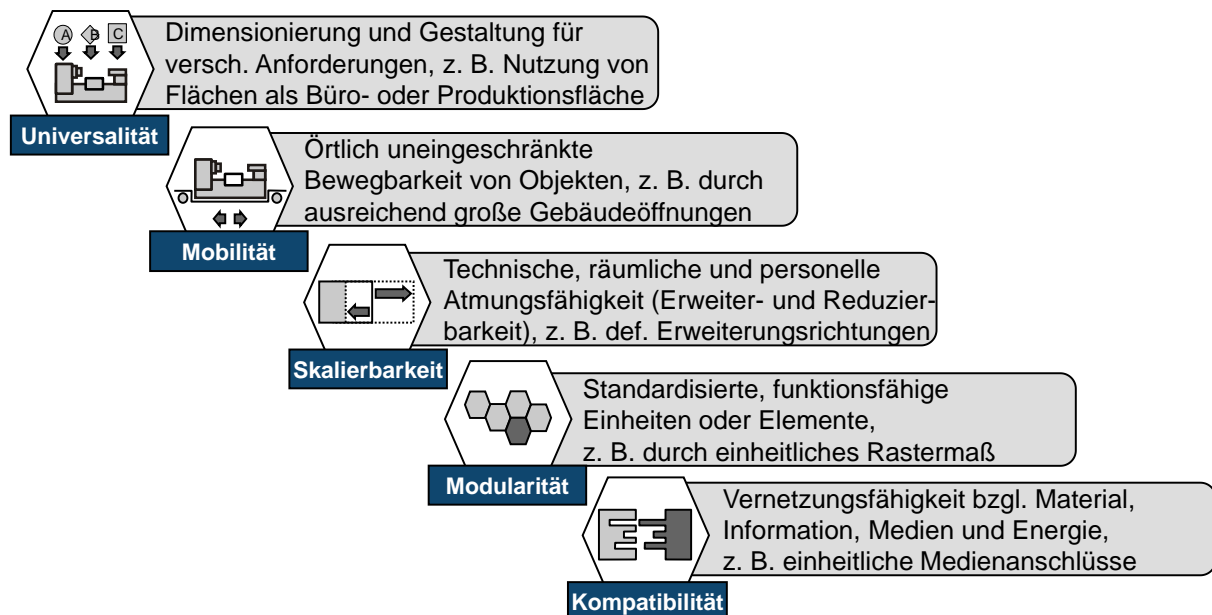 A B C
Dimensionierung und Gestaltung für
versch. Anforderungen, z. B. Nutzung von
Flächen als Büro- oder Produktionsfläche
Universalität
Örtlich uneingeschränkte
Bewegbarkeit von Objekten, z. B. durch
ausreichend große Gebäudeöffnungen
Mobilität
Technische, räumliche und personelle
Atmungsfähigkeit (Erweiter- und Reduzier-
barkeit), z. B. def. Erweiterungsrichtungen
Skalierbarkeit
Standardisierte, funktionsfähige
Einheiten oder Elemente,
z. B. durch einheitliches Rastermaß
Modularität
Vernetzungsfähigkeit bzgl. Material,
Information, Medien und Energie,
z. B. einheitliche Medienanschlüsse
Kompatibilität